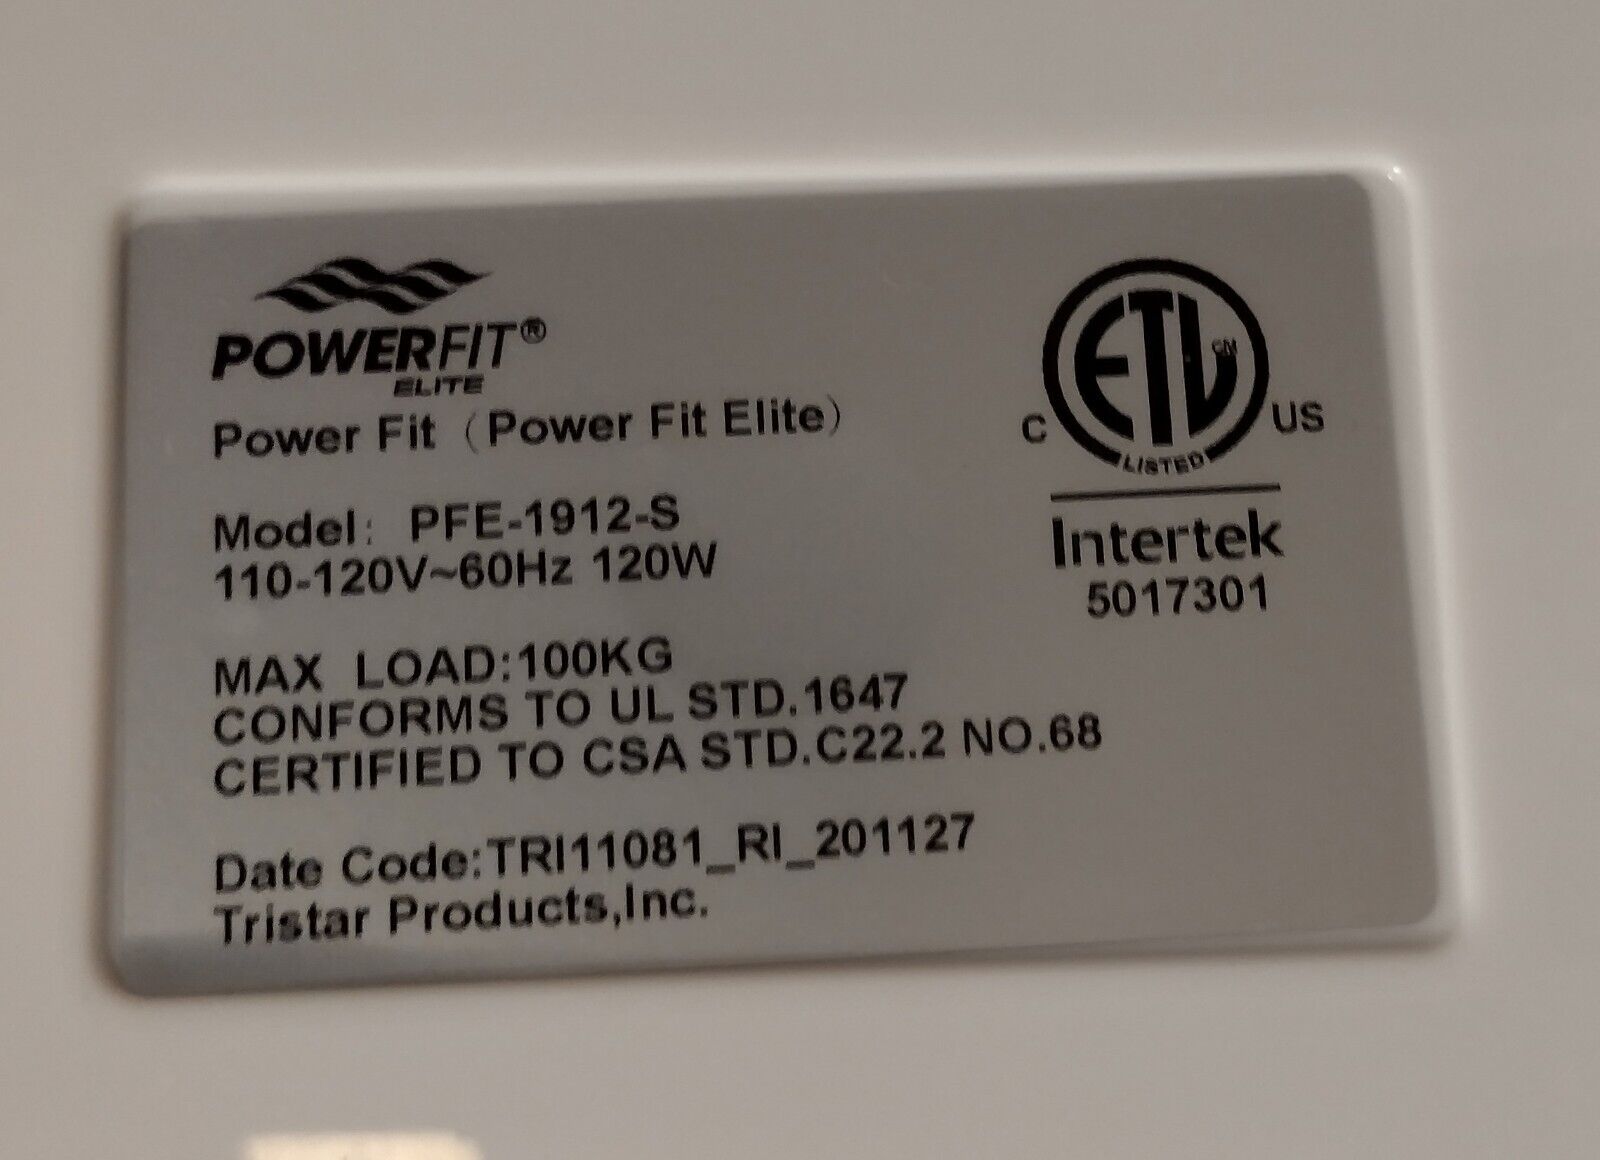 POWERFIT®
ELITE
Power Fit（Power Fit Elite）
Model: PFE-1912-S
110-120V~60Hz 120W
MAX LOAD:100KG
CONFORMS TO UL STD.1647
CERTIFIED TO CSA STD.C22.2 NO.68
Date Code:TRI11081_RI_201127
Tristar Products,Inc.
ETL
C US
LISTED
Intertek
5017301